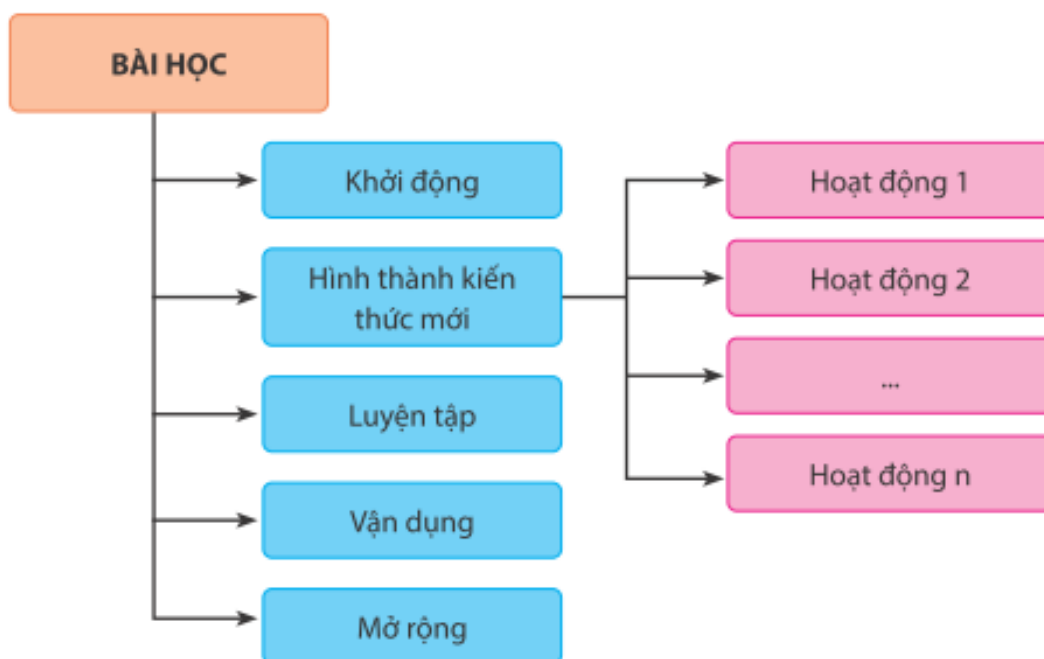 BÀI HỌC
Khởi động
Hình thành kiến
thức mới
Luyện tập
Vận dụng
Mở rộng
Hoạt động 1
Hoạt động 2
...
Hoạt động n